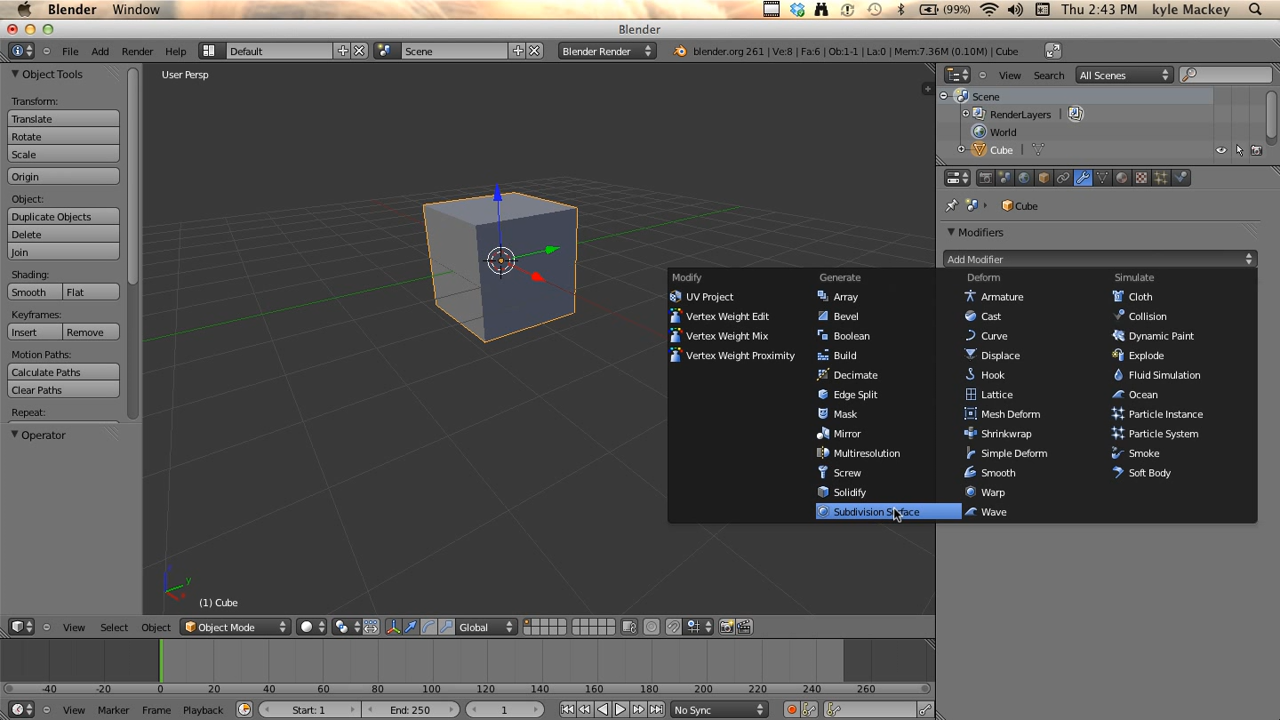 Blender Window (99%) Thu 2:43 PM kyle Mackey
Blender
File Add Render Help Default Scene Blender Render blender.org 261 | Ve:8 | Fa:6 | Ob:1-1 | La:0 | Mem:7.36M (0.10M) | Cube
Object Tools
Transform:
Translate
Rotate
Scale
Origin
Object:
Duplicate Objects
Delete
Join
Shading:
Smooth Flat
Keyframes:
Insert Remove
Motion Paths:
Calculate Paths
Clear Paths
Repeat:
Operator
User Persp
(1) Cube
View Search All Scenes
Scene
RenderLayers |
World
Cube |
Cube
Modifiers
Add Modifier
Modify
UV Project
Vertex Weight Edit
Vertex Weight Mix
Vertex Weight Proximity
Generate
Array
Bevel
Boolean
Build
Decimate
Edge Split
Mask
Mirror
Multiresolution
Screw
Solidify
Subdivision Surface
Deform
Armature
Cast
Curve
Displace
Hook
Lattice
Mesh Deform
Shrinkwrap
Simple Deform
Smooth
Warp
Wave
Simulate
Cloth
Collision
Dynamic Paint
Explode
Fluid Simulation
Ocean
Particle Instance
Particle System
Smoke
Soft Body
View Select Object Object Mode Global
-40 -20 0 20 40 60 80 100 120 140 160 180 200 220 240 260
View Marker Frame Playback Start: 1 End: 250 1 No Sync